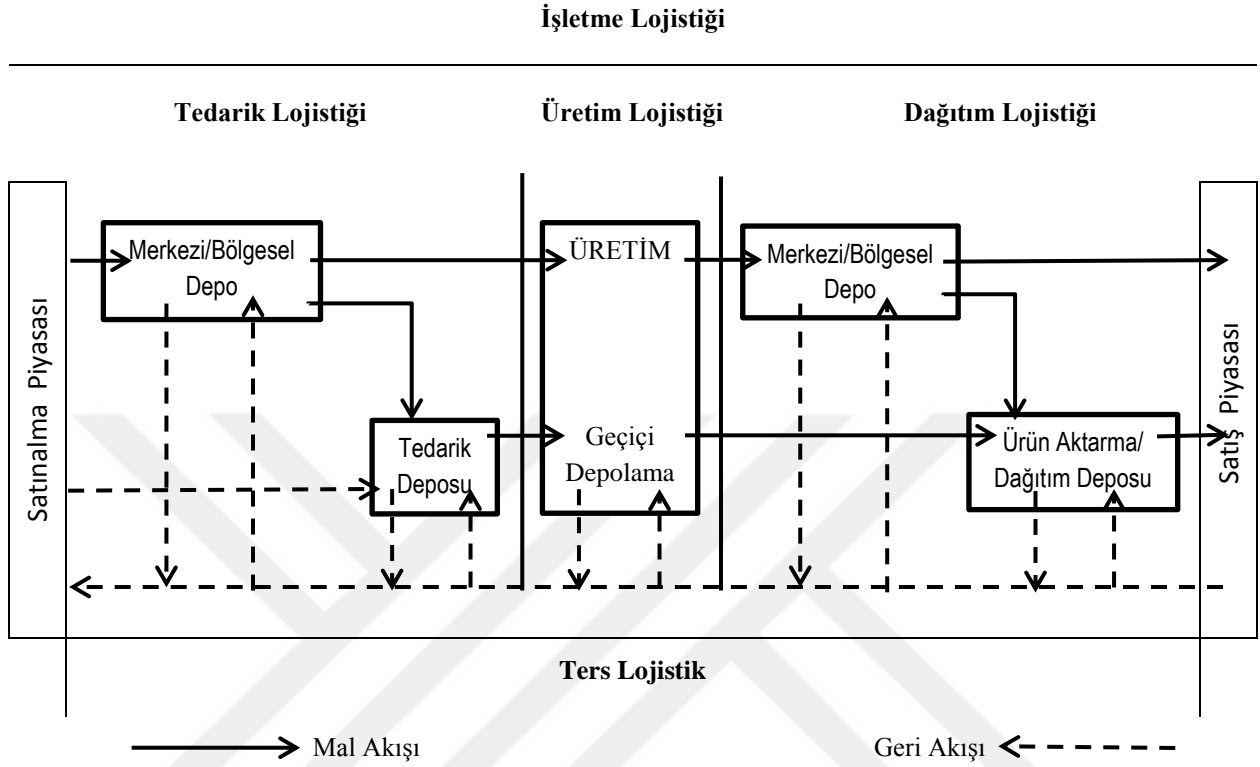 İşletme Lojistiği
Tedarik Lojistiği
Üretim Lojistiği
Dağıtım Lojistiği
Satınalma Piyasası
Merkezi/Bölgesel
Depo
ÜRETİM
Merkezi/Bölgesel
Depo
Satış Piyasası
Tedarik
Deposu
Geçiçi
Depolama
Ürün Aktarma/
Dağıtım Deposu
Ters Lojistik
Mal Akışı
Geri Akışı